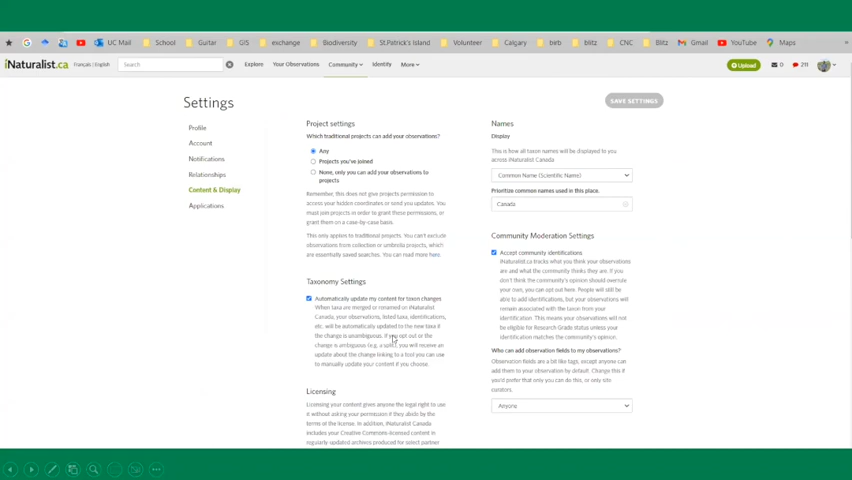 UC Mail School Guitar GIS exchange Biodiversity St.Patrick's Island Volunteer Calgary beb blitz CNC Blitz Gmail YouTube Maps »
iNaturalist.ca Français | English Search Explore Your Observations Community Identity More Upload 0 211
Settings
SAVE SETTINGS
Profile
Account
Notifications
Relationships
Content & Display
Applications
Project settings
Which traditional projects can add your observations?
Any
Projects you've joined
None, only you can add your observations to
projects
Remember, this does not give projects permission to
access your hidden coordinates or send you updates. You
must join projects in order to grant these permissions, or
grant them on a case-by-case basis.
This only applies to traditional projects. You can't exclude
observations from collection or umbrella projects, which
are essentially saved searches. You can read more here.
Taxonomy Settings
Automatically update my content for taxon changes
When taxa are merged or renamed on iNaturalist
Canada, your observations, listed taxa, identifications,
etc. will be automatically updated to the new taxa if
the change is unambiguous. If you opt out or the
change is ambiguous (e.g. a split), you will receive an
update about the change linking to a tool you can use
to manually update your content if you choose.
Licensing
Licensing your content gives anyone the legal right to use
it without asking your permission if they abide by the
terms of the license. In addition, iNaturalist Canada
includes your Creative Commons-licensed content in
regularly updated archives produced for select partner
Names
Display
This is how all taxon names will be displayed to you
across iNaturalist Canada
Common Name (Scientific Name)
Prioritize common names used in this place.
Canada
Community Moderation Settings
Accept community identifications
iNaturalist.ca tracks what you think your observations
are and what the community thinks they are. If you
don't think the community's opinion should override
your own, you can opt out here. People will still be
able to add identifications, but your observations will
remain associated with the taxon from your
identification. This means your observations will not
be eligible for Research Grade status unless your
identification matches the community's opinion.
Who can add observation fields to my observations?
Observation fields are a bit like tags, except anyone can
add them to your observations by default. Change this if
you'd prefer that only you can do this, or only site
curators.
Anyone